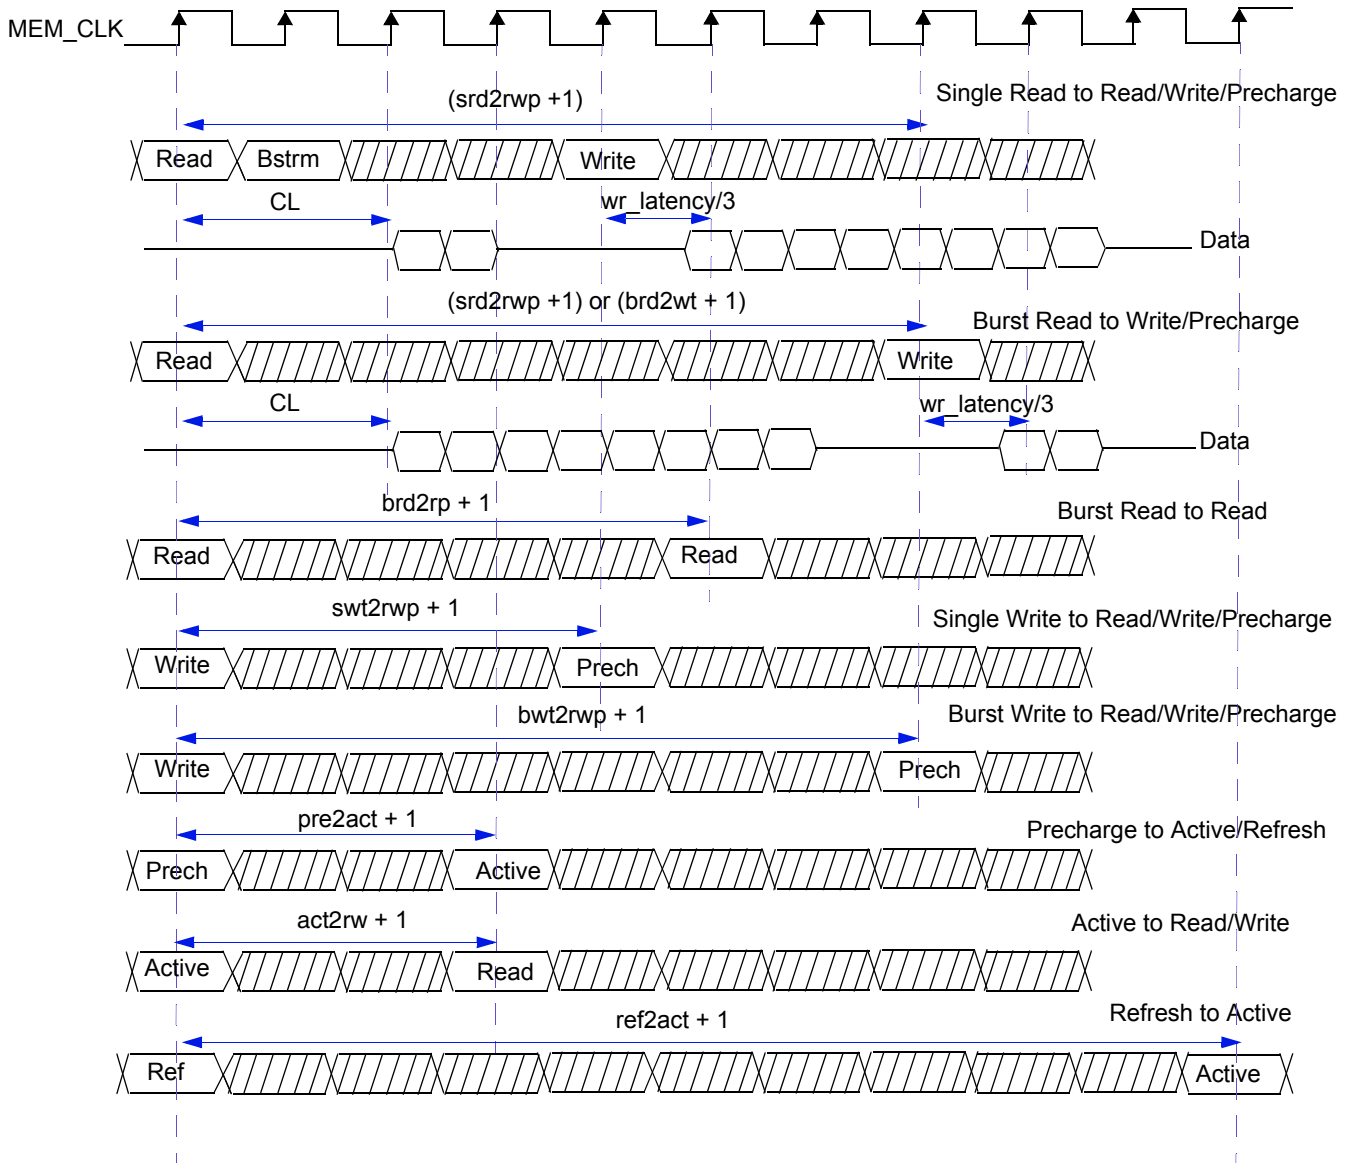 MEM_CLK
Single Read to Read/Write/Precharge
(srd2rwp +1)
Read Bstrm Write
CL wr_latency/3
Data
(srd2rwp +1) or (brd2wt + 1)
Burst Read to Write/Precharge
Read Write
CL wr_latency/3
Data
brd2rp + 1 Burst Read to Read
Read Read
swt2rwp + 1 Single Write to Read/Write/Precharge
Write Prech
bwt2rwp + 1 Burst Write to Read/Write/Precharge
Write Prech
pre2act + 1 Precharge to Active/Refresh
Prech Active
act2rw + 1 Active to Read/Write
Active Read
ref2act + 1 Refresh to Active
Ref Active